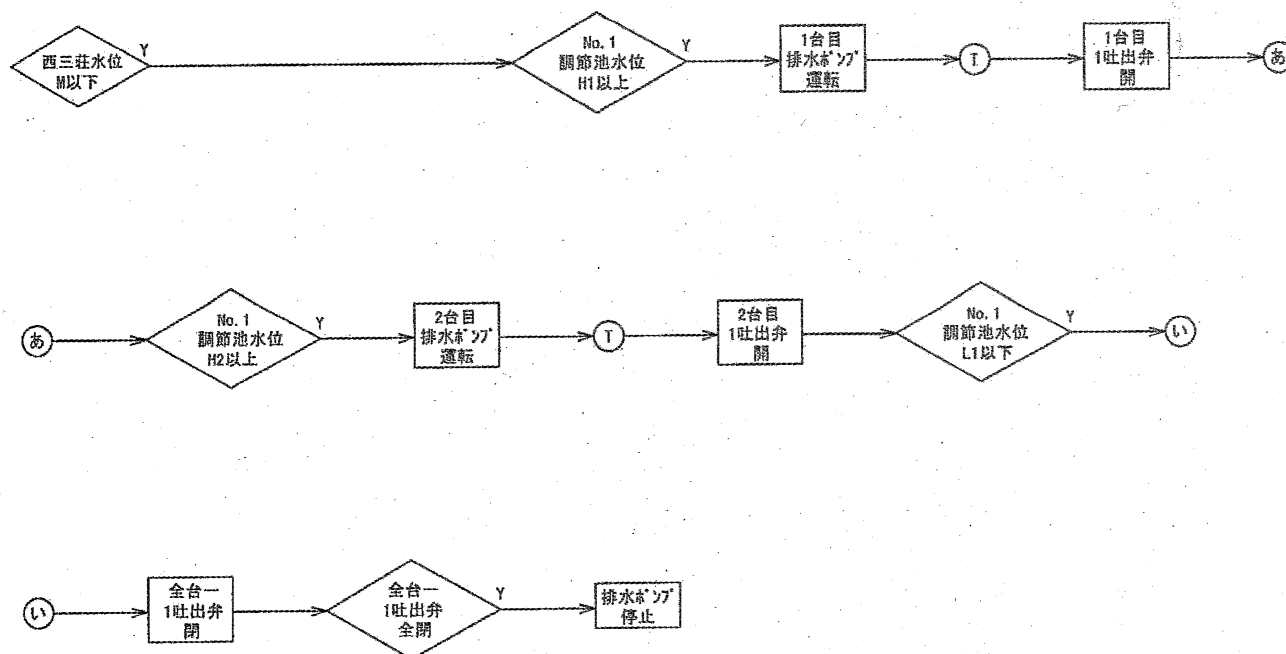 西三荘水位
M以下
Y
No.1
調節池水位
H1以上
Y
1台目
排水ポンプ
運転
T
1台目
1吐出弁
開
あ
あ
No.1
調節池水位
H2以上
Y
2台目
排水ポンプ
運転
T
2台目
1吐出弁
開
No.1
調節池水位
L1以下
Y
い
い
全台一
1吐出弁
閉
全台一
1吐出弁
全閉
Y
排水ポンプ
停止